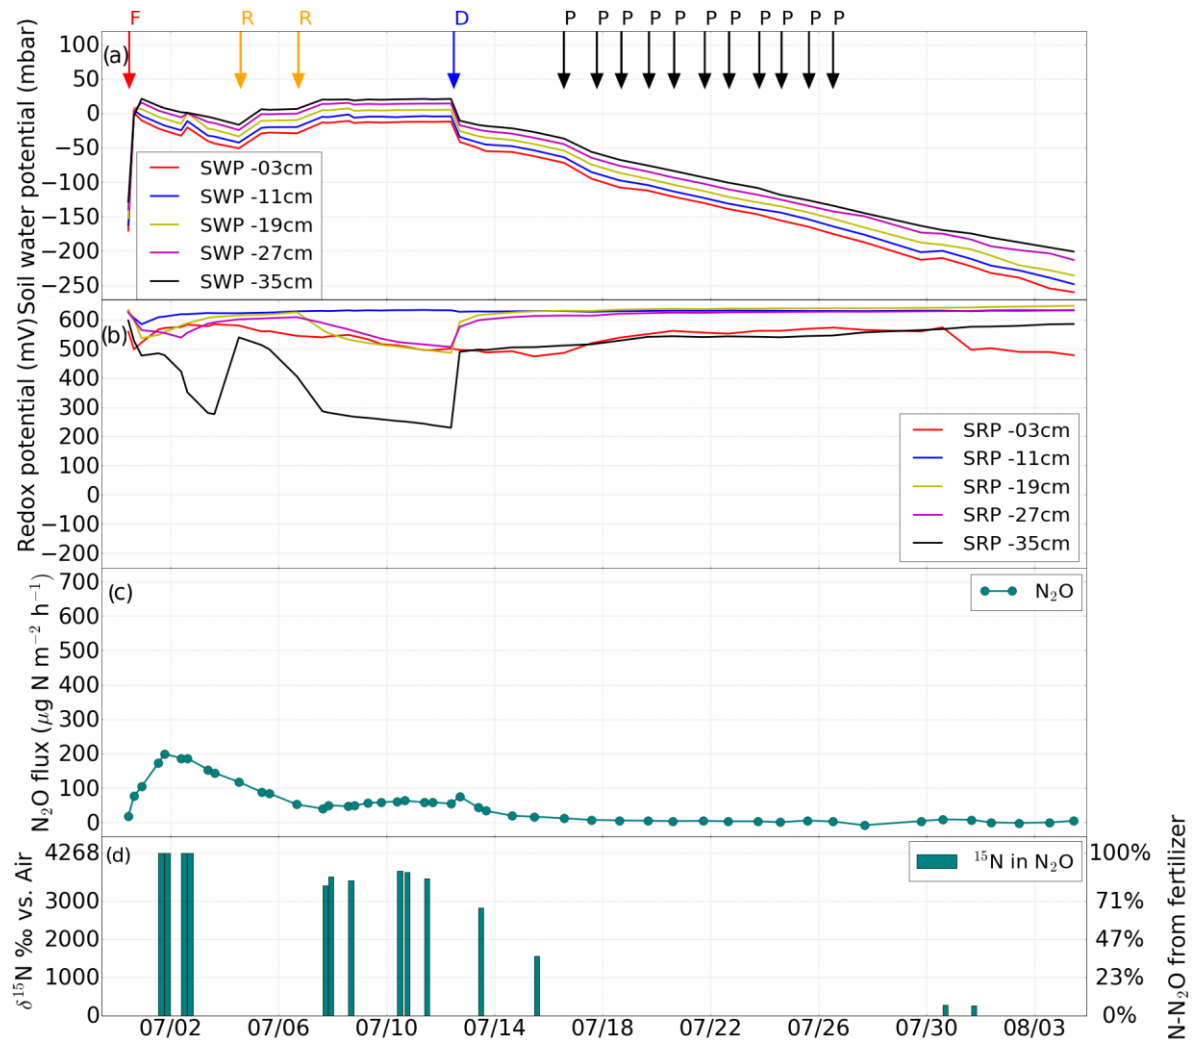 F R R D P P P P P P P P P P P
Soil water potential (mbar)
100
50
0
−50
−100
−150
−200
−250
(a)
SWP -03cm
SWP -11cm
SWP -19cm
SWP -27cm
SWP -35cm
Redox potential (mV)
600
500
400
300
200
100
0
−100
−200
(b)
SRP -03cm
SRP -11cm
SRP -19cm
SRP -27cm
SRP -35cm
N₂O flux (μg N m⁻² h⁻¹)
700
600
500
400
300
200
100
0
(c)
N₂O
δ¹⁵N ‰ vs. Air
4268
3000
2000
1000
0
(d)
¹⁵N in N₂O
100%
71%
47%
23%
0%
N-N₂O from fertilizer
07/02 07/06 07/10 07/14 07/18 07/22 07/26 07/30 08/03